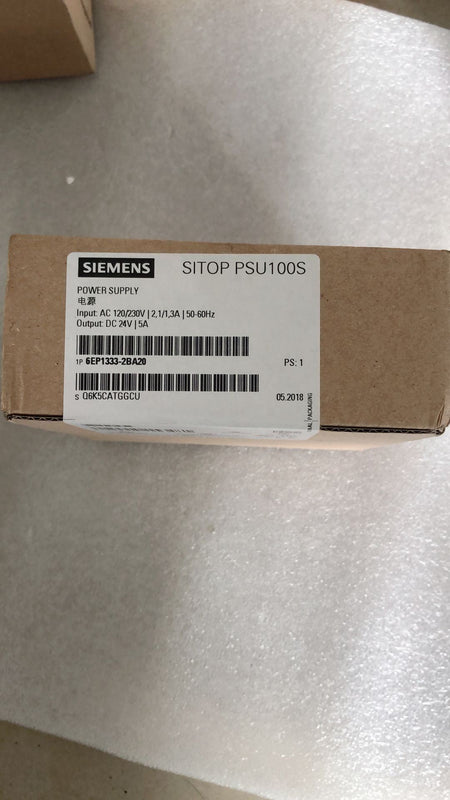 SIEMENS SITOP PSU100S
POWER SUPPLY
电源
Input: AC 120/230V | 2,1/1,3A | 50-60Hz
Output: DC 24V | 5A
1P 6EP1333-2BA20 PS: 1
S Q6K5CATGGCU 05.2018
PACKAGING